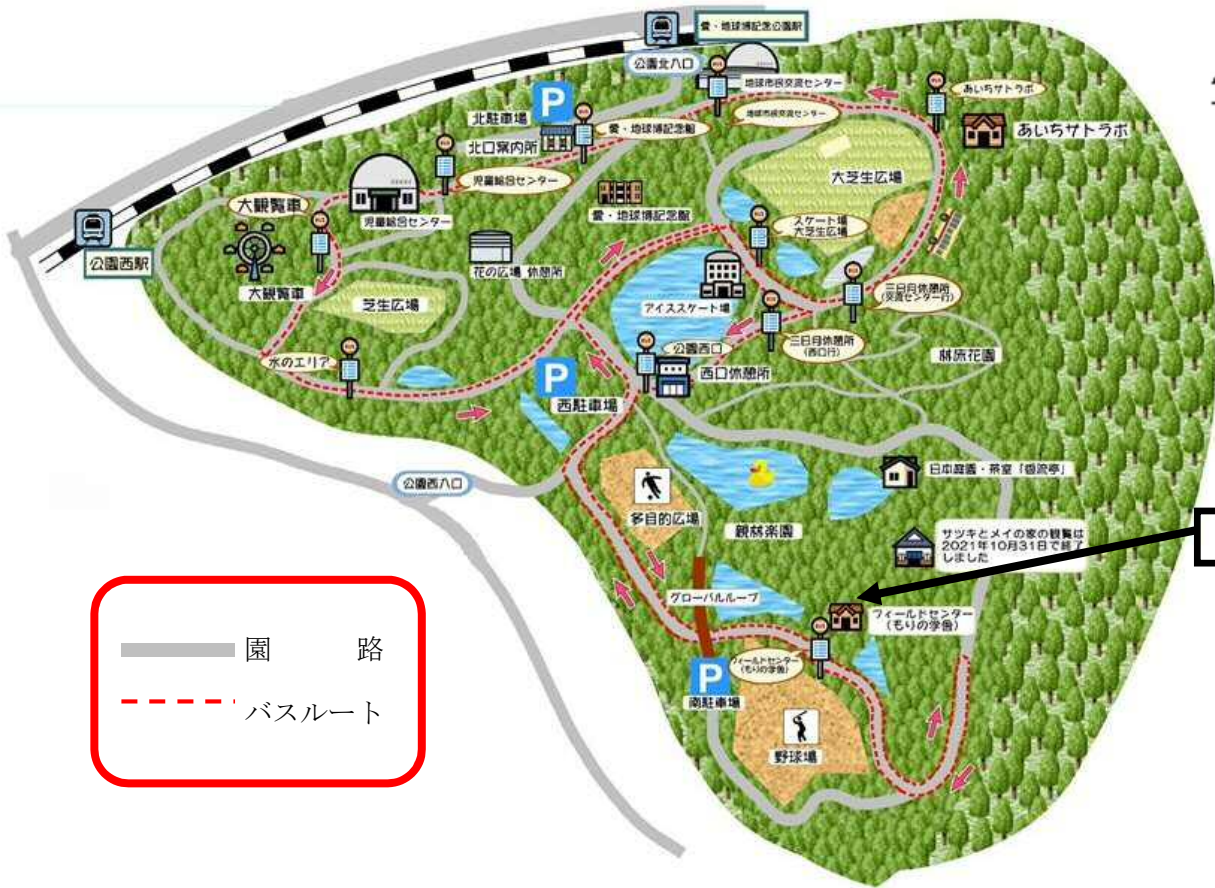 愛・地球博記念公園駅
公園北入口
地球市民交流センター
あいちサトラボ
P
北駐車場
愛・地球博記念館
地球市民交流センター
あいちサトラボ
北口案内所
児童総合センター
大芝生広場
大観覧車
児童総合センター
愛・地球博記念館
スケート場
大芝生広場
公園西駅
花の広場 休憩所
大観覧車
芝生広場
アイススケート場
三日月休憩所
(交流センター行)
三日月休憩所
(西口行)
水のエリア
公園西口
林床花園
P
西口休憩所
西駐車場
公園西入口
日本庭園・茶室「香流亭」
多目的広場
親林楽園
サツキとメイの家の観覧は
2021年10月31日で終了
しました
グローバルループ
フィールドセンター
(もりの学舎)
フィールドセンター
(もりの学舎)
P
南駐車場
野球場
園 路
バスルート